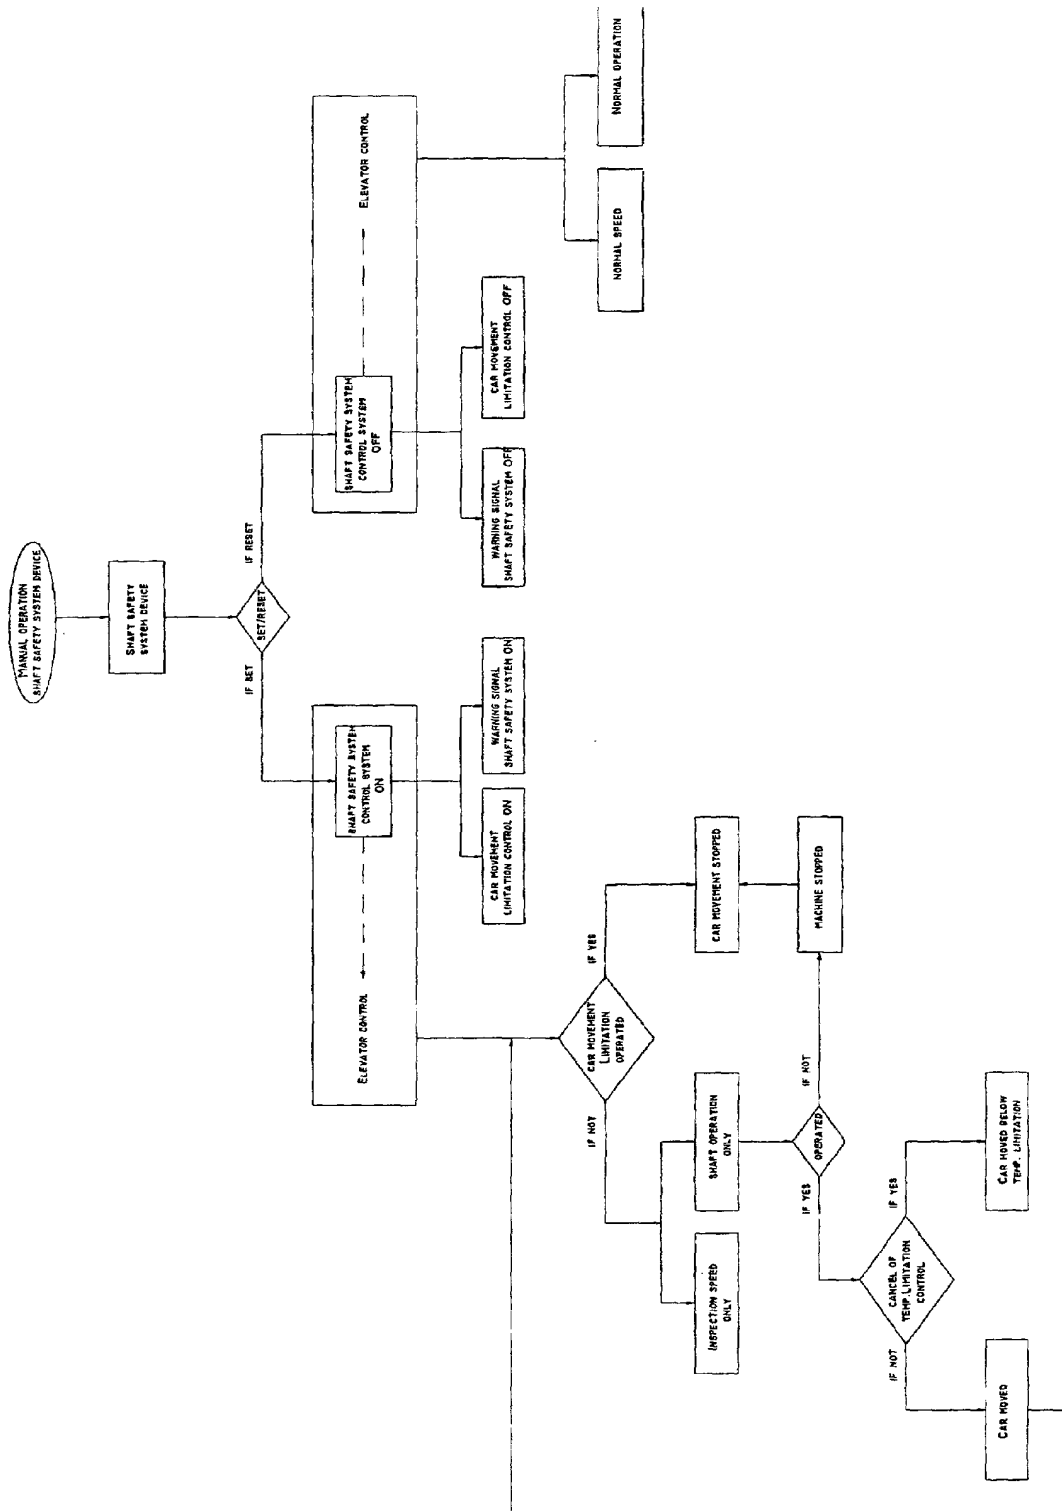 MANUAL OPERATION
SHAFT SAFETY SYSTEM DEVICE
SHAFT SAFETY
SYSTEM DEVICE
SET/RESET
IF SET
IF RESET
SHAFT SAFETY SYSTEM
CONTROL SYSTEM
ON
ELEVATOR CONTROL
SHAFT SAFETY SYSTEM
CONTROL SYSTEM
OFF
ELEVATOR CONTROL
CAR MOVEMENT
LIMITATION CONTROL ON
WARNING SIGNAL
SHAFT SAFETY SYSTEM ON
WARNING SIGNAL
SHAFT SAFETY SYSTEM OFF
CAR MOVEMENT
LIMITATION CONTROL OFF
NORMAL SPEED
NORMAL OPERATION
CAR MOVEMENT
LIMITATION
OPERATED
IF NOT
IF YES
INSPECTION SPEED
ONLY
SHAFT OPERATION
ONLY
CAR MOVEMENT STOPPED
OPERATED
IF YES
IF NOT
MACHINE STOPPED
CANCEL OF
TEMP. LIMITATION
CONTROL
IF NOT
IF YES
CAR MOVED
CAR MOVED BELOW
TEMP. LIMITATION